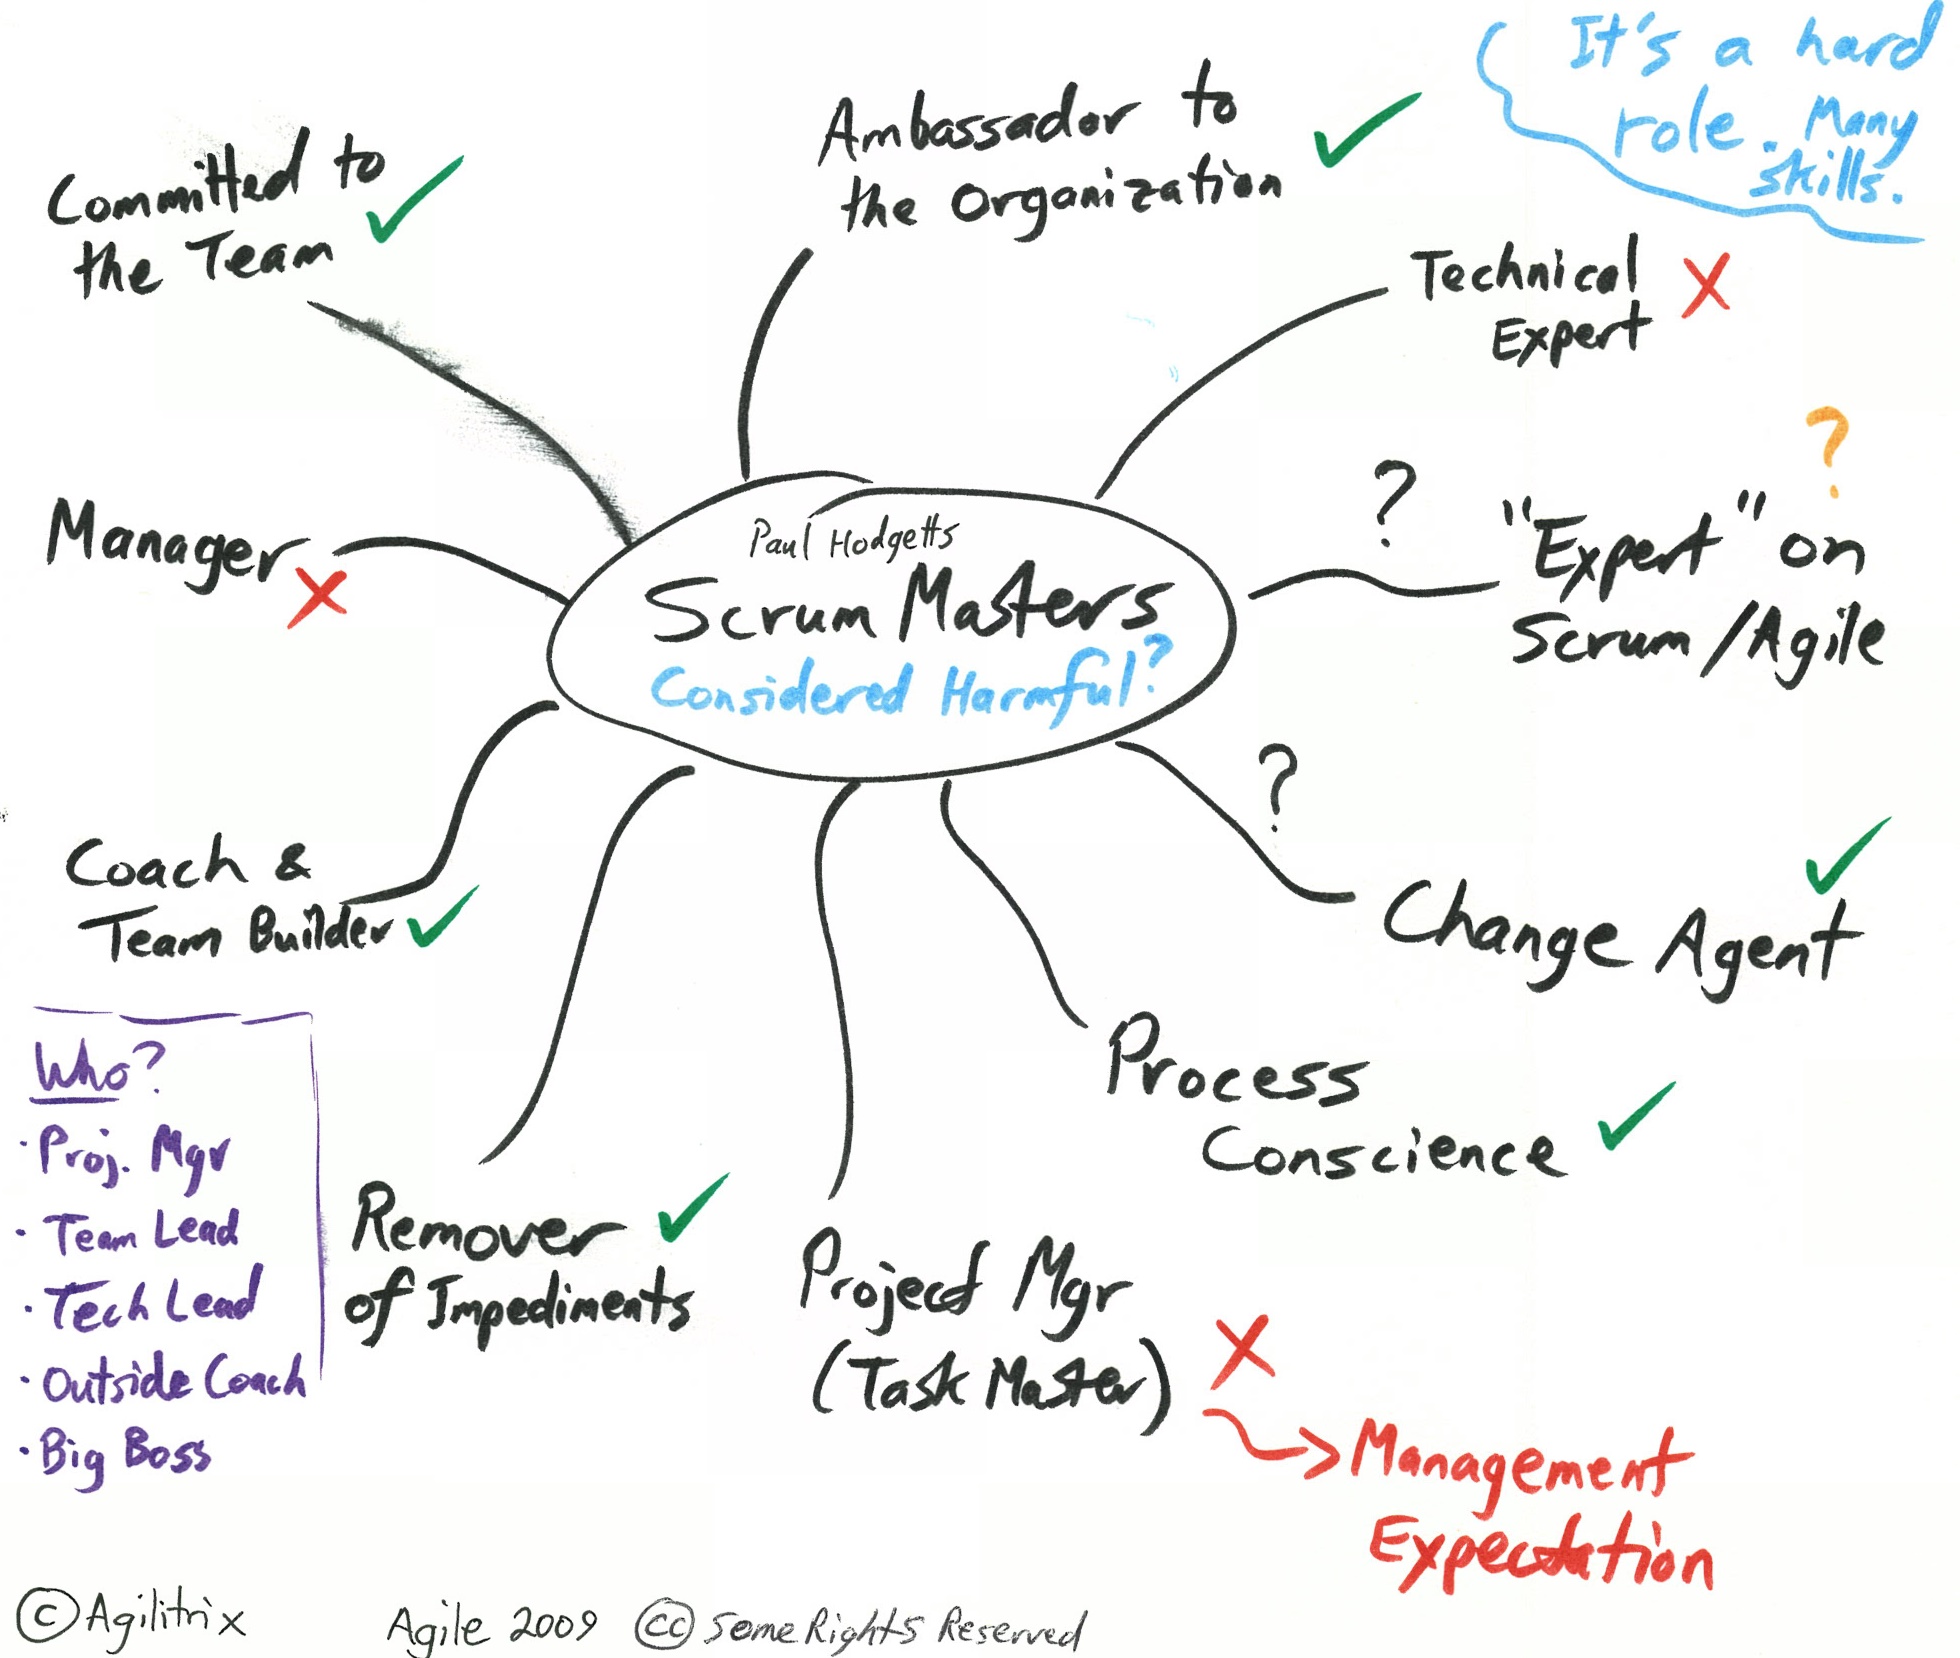 It's a hard
role. Many
skills.
Ambassador to
the Organization
Committed to
the Team
Technical
Expert
?
?
"Expert" on
Scrum/Agile
Manager
Paul Hodgetts
Scrum Masters
Considered Harmful?
?
Change Agent
Coach &
Team Builder
Process
Conscience
Who?
· Proj. Mgr
· Team Lead
· Tech Lead
· Outside Coach
· Big Boss
Remover
of Impediments
Project Mgr
(Task Master)
Management
Expectation
© Agilitrix
Agile 2009
cc Some Rights Reserved